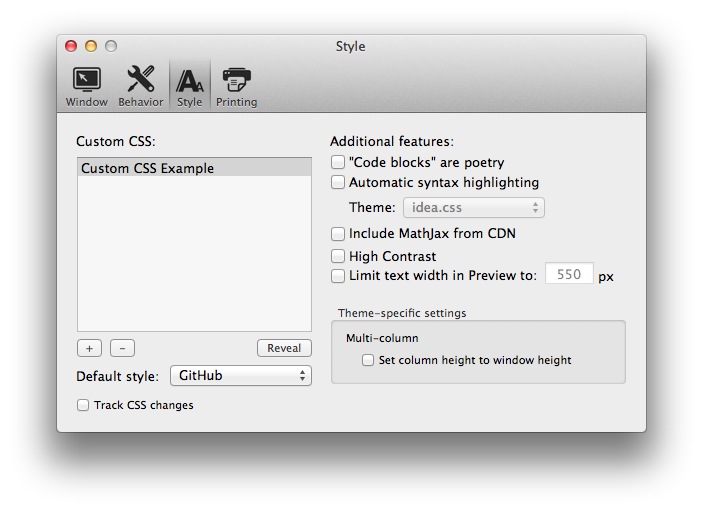 Style
Window Behavior Style Printing
Custom CSS:
Custom CSS Example
+ - Reveal
Default style: GitHub
Track CSS changes
Additional features:
"Code blocks" are poetry
Automatic syntax highlighting
Theme: idea.css
Include MathJax from CDN
High Contrast
Limit text width in Preview to: 550 px
Theme-specific settings
Multi-column
Set column height to window height